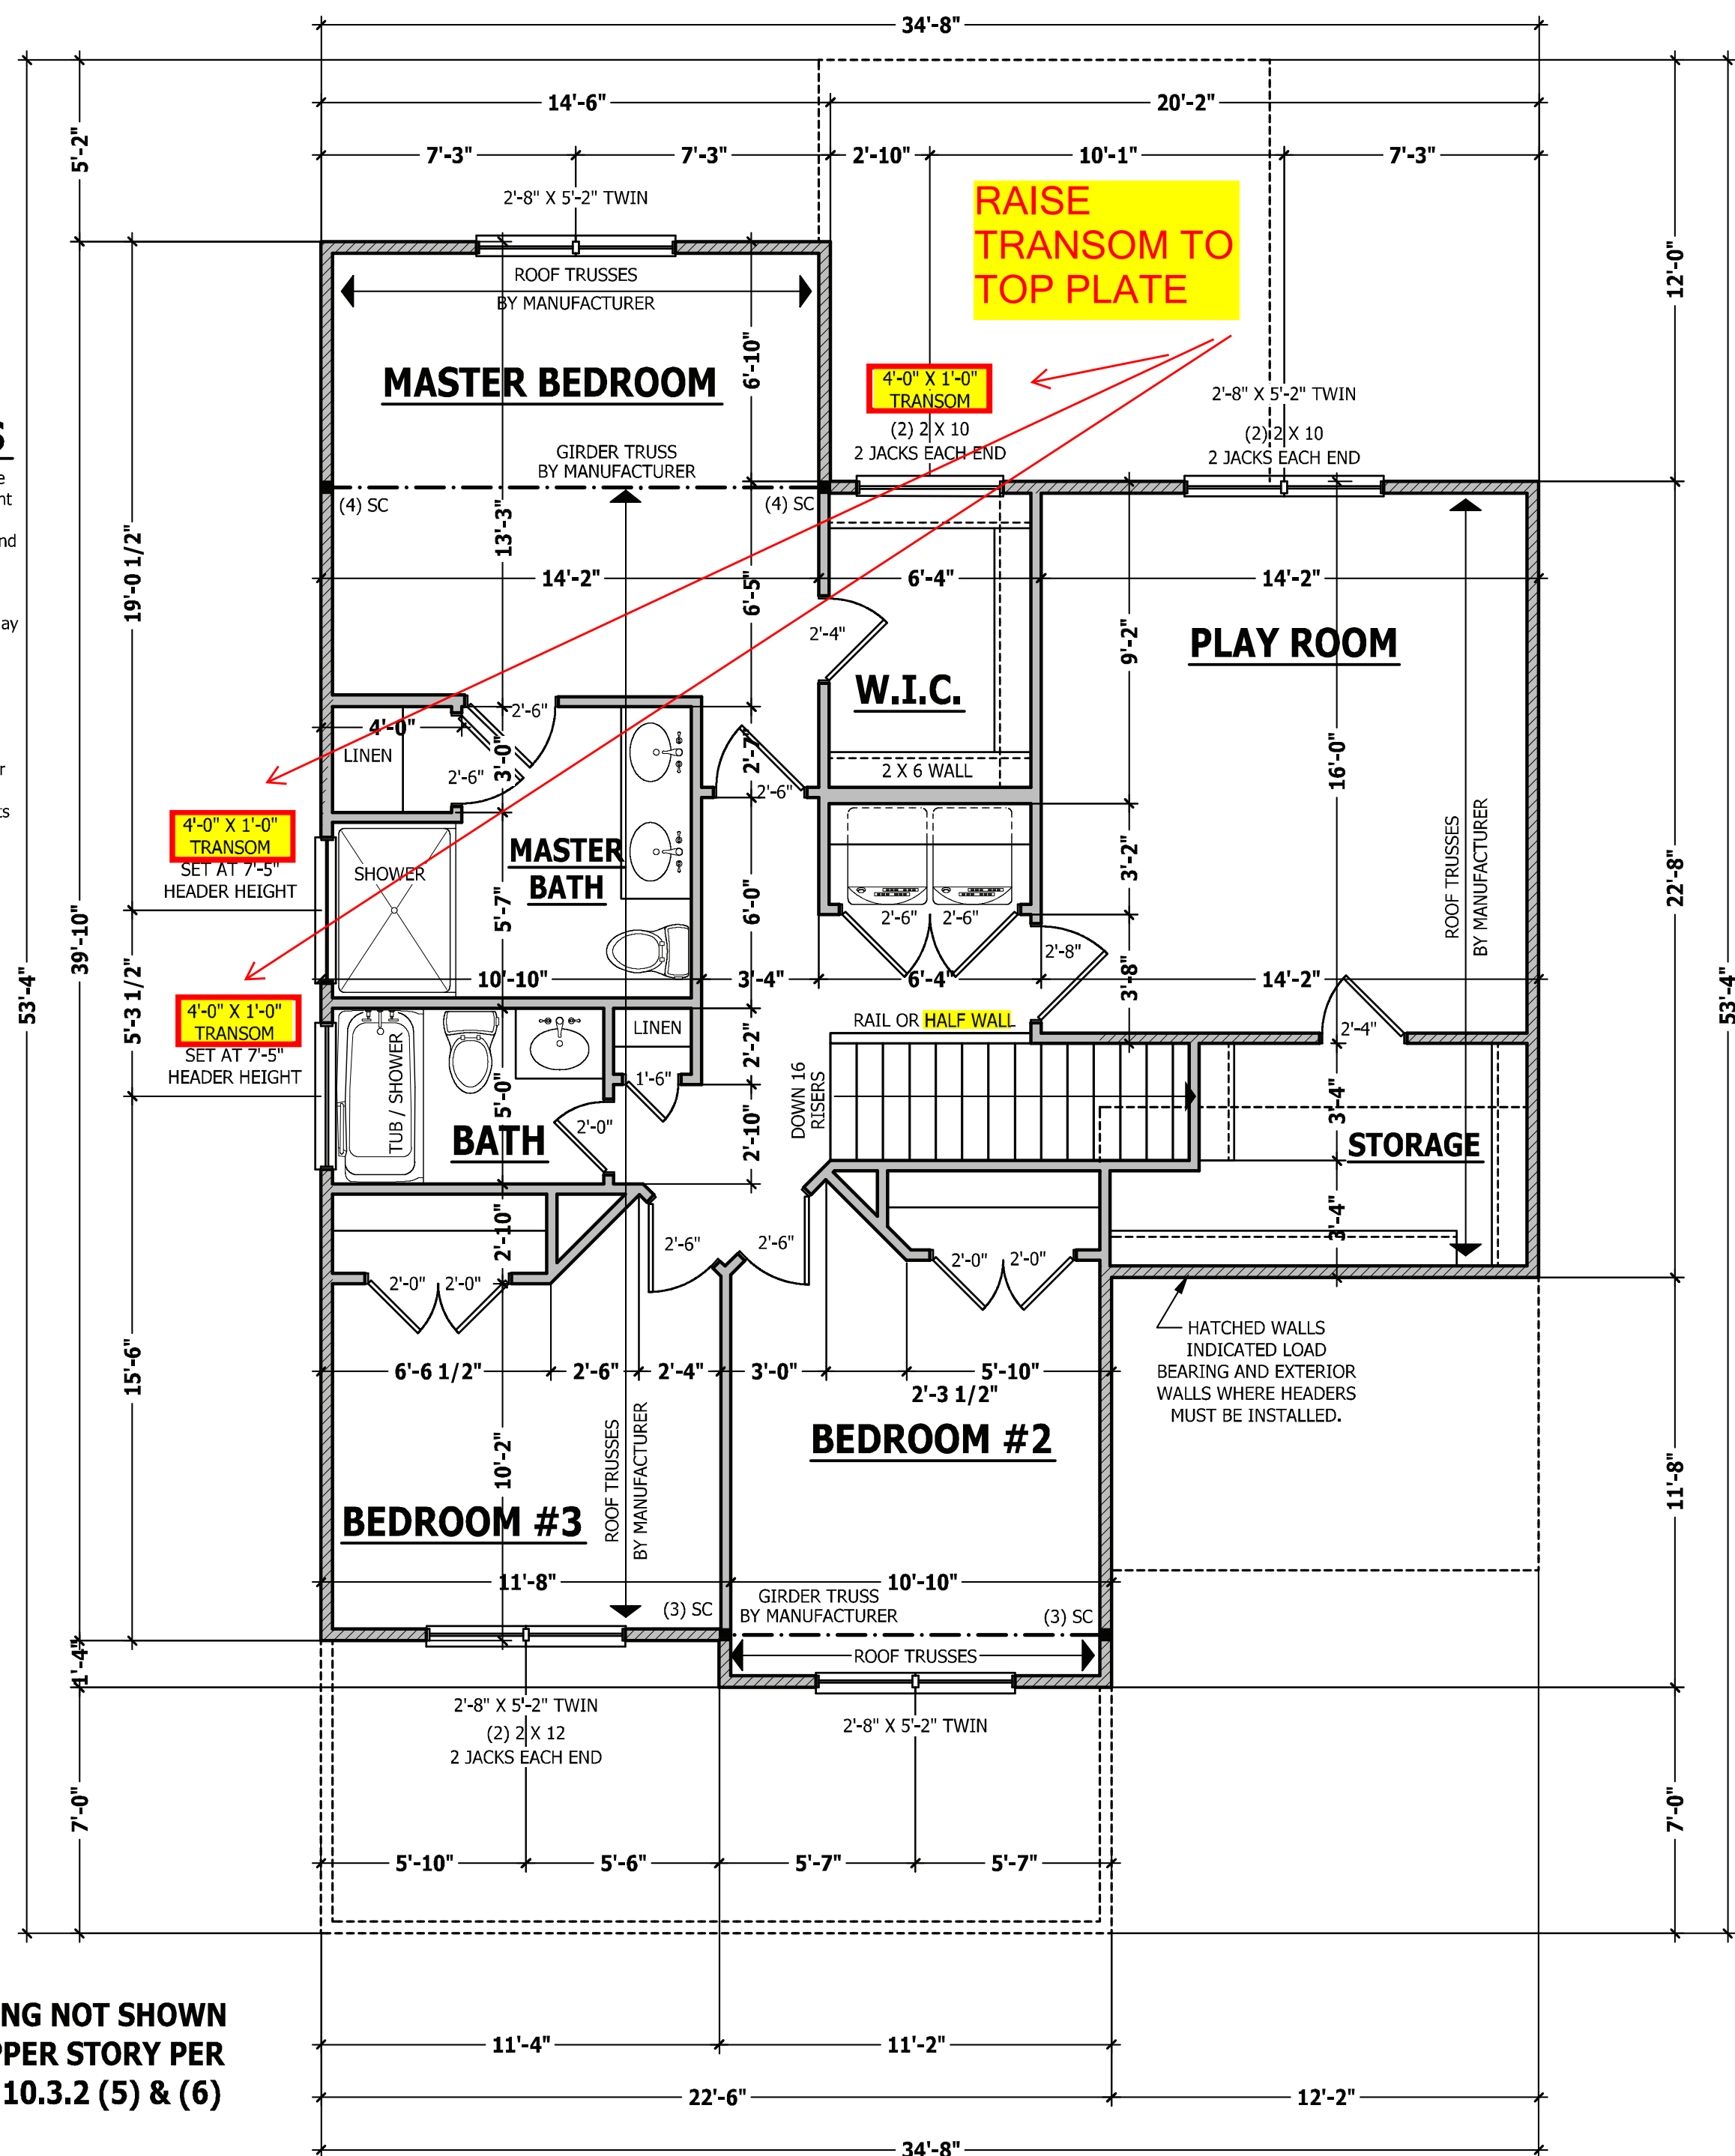 34'-8"
14'-6"
20'-2"
7'-3"
7'-3"
2'-10"
10'-1"
7'-3"
5'-2"
12'-0"
2'-8" X 5'-2" TWIN
RAISE
TRANSOM TO
TOP PLATE
ROOF TRUSSES
BY MANUFACTURER
MASTER BEDROOM
6'-10"
4'-0" X 1'-0"
TRANSOM
(2) 2 X 10
2 JACKS EACH END
2'-8" X 5'-2" TWIN
(2) 2 X 10
2 JACKS EACH END
GIRDER TRUSS
BY MANUFACTURER
(4) SC
(4) SC
nd
ay
19'-0 1/2"
13'-3"
14'-2"
6'-5"
6'-4"
14'-2"
2'-4"
9'-2"
PLAY ROOM
W.I.C.
4'-0"
2'-6"
LINEN
2'-6"
3'-0"
2'-7"
2'-6"
2 X 6 WALL
16'-0"
4'-0" X 1'-0"
TRANSOM
SET AT 7'-5"
HEADER HEIGHT
SHOWER
MASTER
BATH
5'-7"
6'-0"
3'-2"
2'-6"
2'-6"
ROOF TRUSSES
BY MANUFACTURER
22'-8"
39'-10"
53'-4"
53'-4"
5'-3 1/2"
2'-8"
10'-10"
3'-4"
6'-4"
3'-8"
14'-2"
4'-0" X 1'-0"
TRANSOM
SET AT 7'-5"
HEADER HEIGHT
LINEN
2'-2"
RAIL OR HALF WALL
2'-4"
TUB / SHOWER
5'-0"
1'-6"
BATH
2'-0"
2'-10"
DOWN 16
RISERS
3'-4"
STORAGE
3'-4"
2'-10"
2'-0"
2'-0"
2'-6"
2'-6"
2'-0"
2'-0"
HATCHED WALLS
INDICATED LOAD
BEARING AND EXTERIOR
WALLS WHERE HEADERS
MUST BE INSTALLED.
15'-6"
6'-6 1/2"
2'-6"
2'-4"
3'-0"
5'-10"
2'-3 1/2"
10'-2"
ROOF TRUSSES
BY MANUFACTURER
BEDROOM #2
BEDROOM #3
11'-8"
11'-8"
10'-10"
GIRDER TRUSS
BY MANUFACTURER
(3) SC
(3) SC
ROOF TRUSSES
1'-4"
2'-8" X 5'-2" TWIN
(2) 2 X 12
2 JACKS EACH END
2'-8" X 5'-2" TWIN
7'-0"
7'-0"
5'-10"
5'-6"
5'-7"
5'-7"
NG NOT SHOWN
PPER STORY PER
10.3.2 (5) & (6)
11'-4"
11'-2"
22'-6"
12'-2"
34'-8"